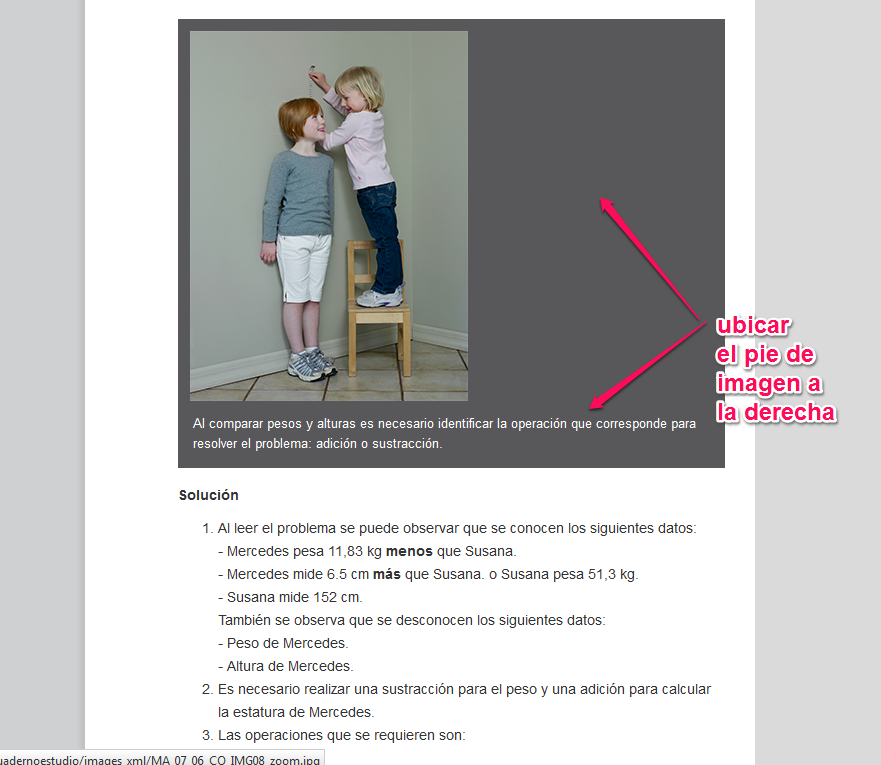 ubicar
el pie de
imagen a
la derecha
Al comparar pesos y alturas es necesario identificar la operación que corresponde para
resolver el problema: adición o sustracción.
Solución
1. Al leer el problema se puede observar que se conocen los siguientes datos:
- Mercedes pesa 11,83 kg menos que Susana.
- Mercedes mide 6.5 cm más que Susana. o Susana pesa 51,3 kg.
- Susana mide 152 cm.
También se observa que se desconocen los siguientes datos:
- Peso de Mercedes.
- Altura de Mercedes.
2. Es necesario realizar una sustracción para el peso y una adición para calcular
la estatura de Mercedes.
3. Las operaciones que se requieren son:
uadernoestudio/images_xml/MA_07_06_CO_IMG08_zoom.jpg